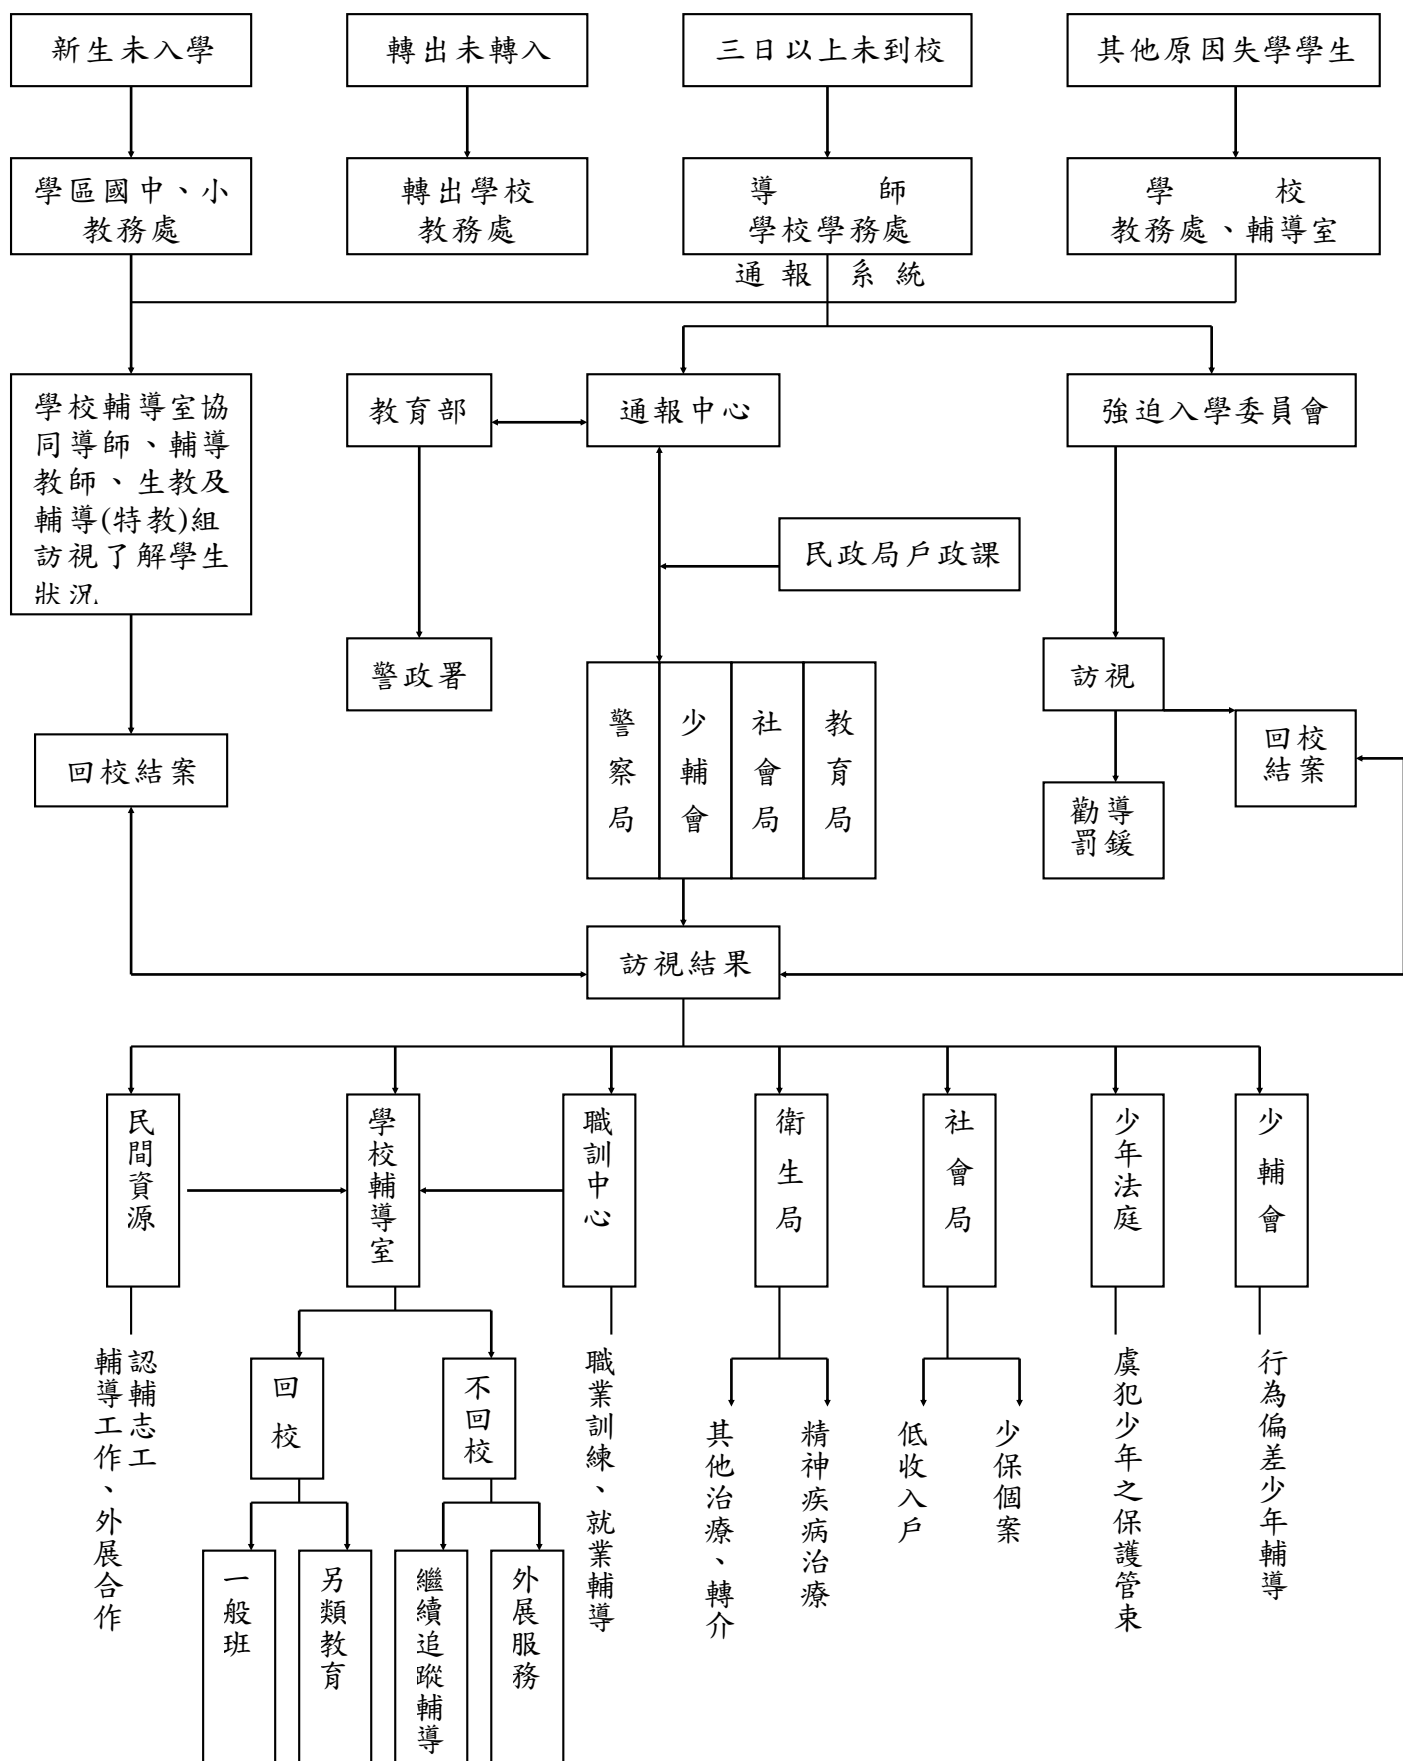 新生未入學
轉出未轉入
三日以上未到校
其他原因失學學生
學區國中、小
教務處
轉出學校
教務處
導 師
學校學務處
學 校
教務處、輔導室
通報 系統
學校輔導室協
同導師、輔導
教師、生教及
輔導(特教)組
訪視了解學生
狀況
教育部
通報中心
強迫入學委員會
民政局戶政課
警政署
警察局
少輔會
社會局
教育局
訪視
回校
結案
回校結案
勸導
罰鍰
訪視結果
民間資源
學校輔導室
職訓中心
衛生局
社會局
少年法庭
少輔會
認輔志工
輔導工作、外展合作
回校
不回校
職業訓練、就業輔導
其他治療、轉介
精神疾病治療
低收入戶
少保個案
虞犯少年之保護管束
行為偏差少年輔導
一般班
另類教育
繼續追蹤輔導
外展服務